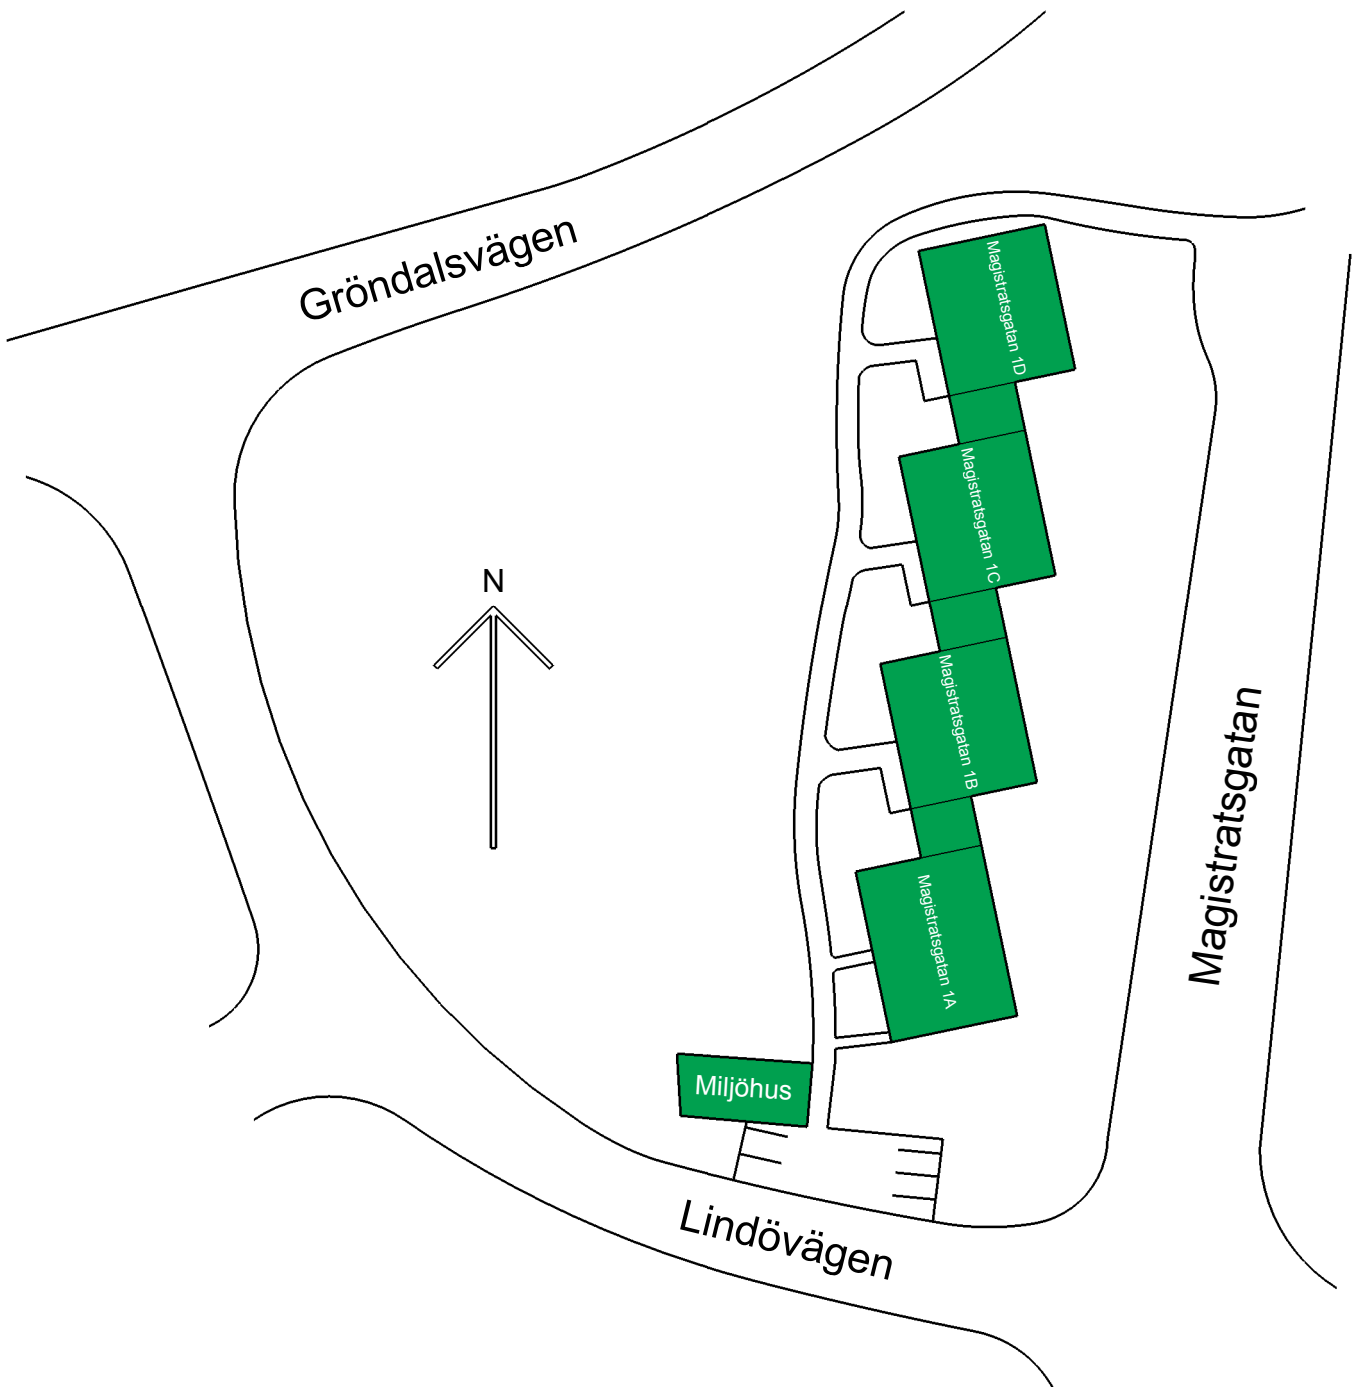 Gröndalsvägen
Magistratsgatan 1D
Magistratsgatan 1C
N
Magistratsgatan 1B
Magistratsgatan
Magistratsgatan 1A
Miljöhus
Lindövägen